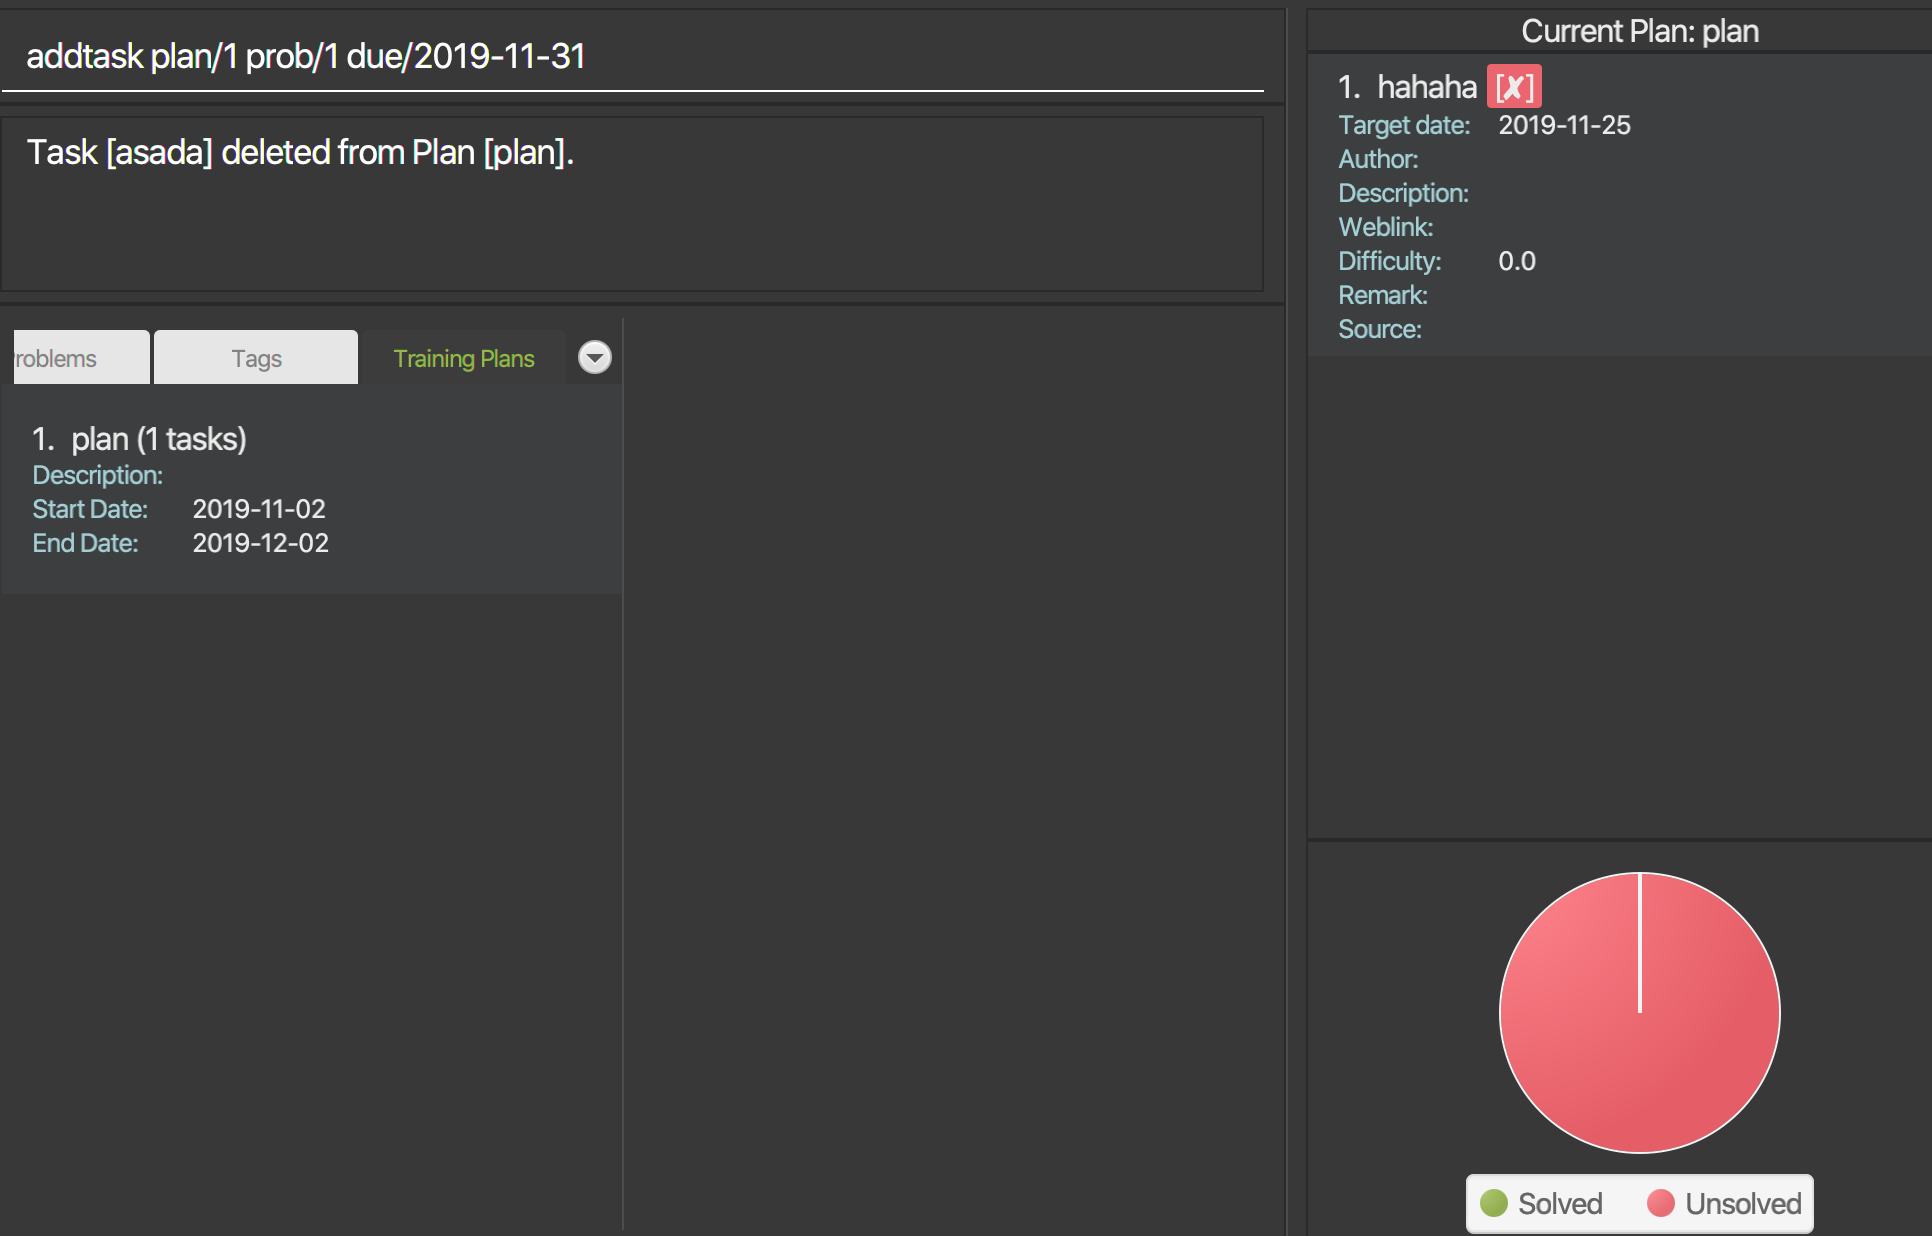 addtask plan/1 prob/1 due/2019-11-31
Task [asada] deleted from Plan [plan].
roblems
Tags
Training Plans
1. plan (1 tasks)
Description:
Start Date: 2019-11-02
End Date: 2019-12-02
Current Plan: plan
1. hahaha [✘]
Target date: 2019-11-25
Author:
Description:
Weblink:
Difficulty: 0.0
Remark:
Source:
Solved Unsolved